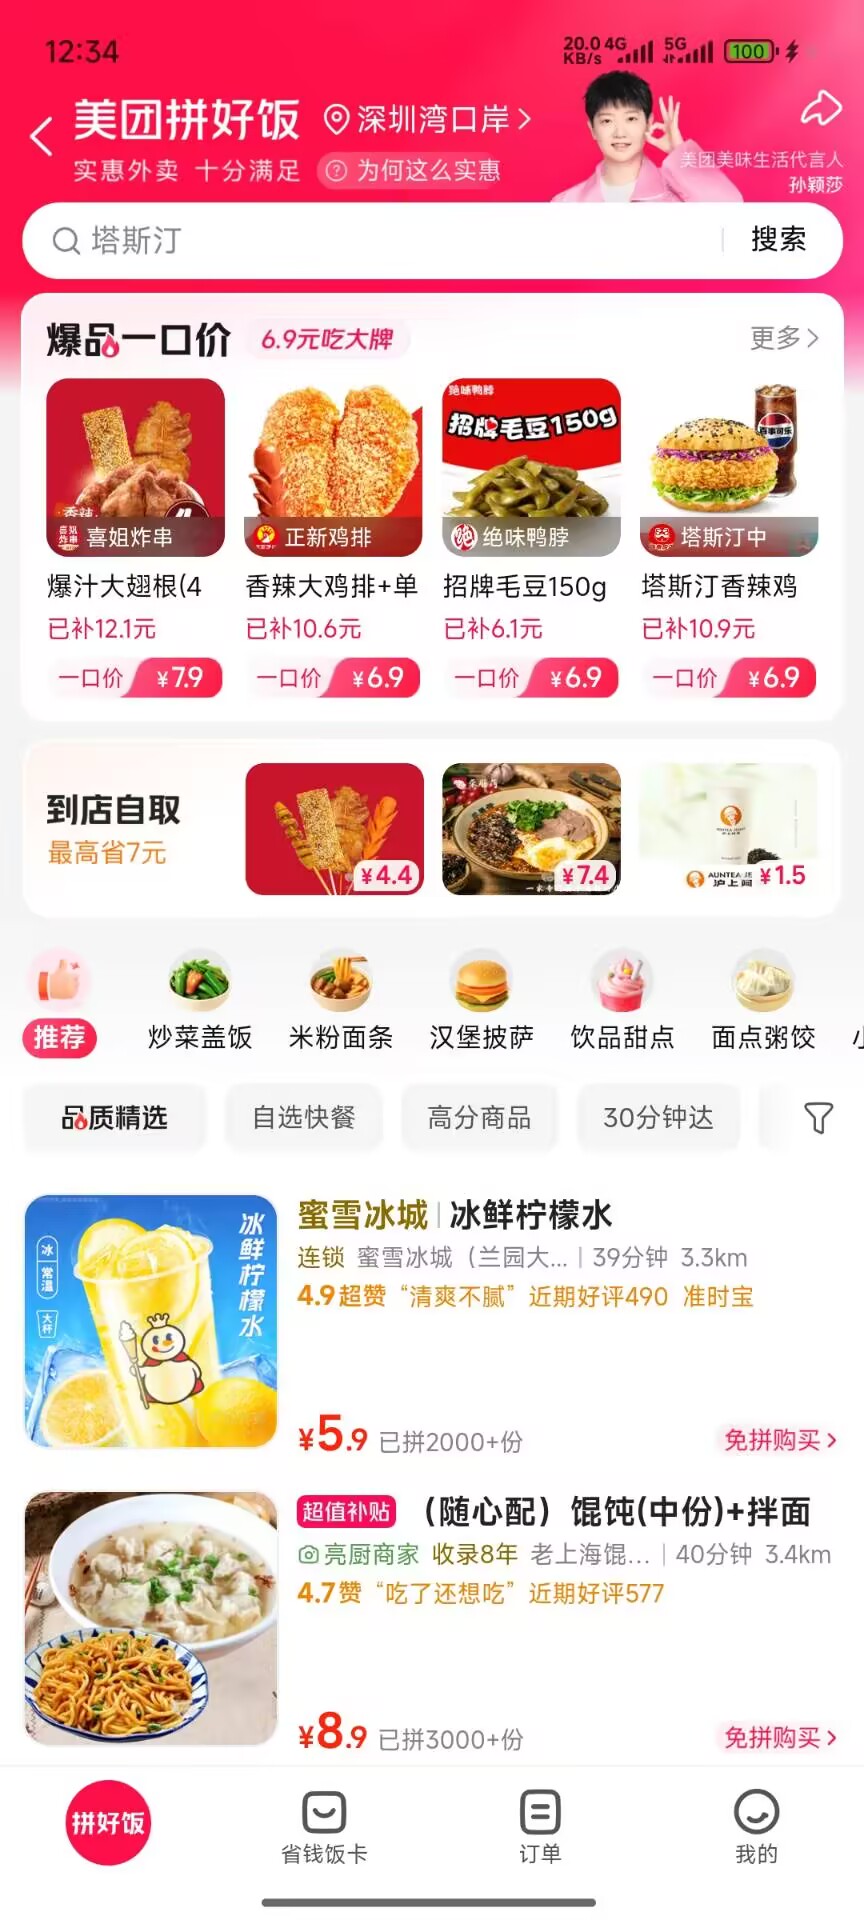 12:34
20.0 KB/s 4G 5G 100
美团拼好饭 深圳湾口岸
实惠外卖 十分满足 为何这么实惠
美团美味生活代言人
孙颖莎
塔斯汀 搜索
爆品一口价 6.9元吃大牌 更多
香辣
喜姐炸串
正新鸡排
绝味鸭脖
招牌毛豆150g
绝味鸭脖
百事可乐
塔斯汀中
爆汁大翅根(4 香辣大鸡排+单 招牌毛豆150g 塔斯汀香辣鸡
已补12.1元 已补10.6元 已补6.1元 已补10.9元
一口价 ¥7.9 一口价 ¥6.9 一口价 ¥6.9 一口价 ¥6.9
到店自取
最高省7元
¥4.4 ¥7.4 ¥1.5
沪上阿
推荐 炒菜盖饭 米粉面条 汉堡披萨 饮品甜点 面点粥饺
品质精选 自选快餐 高分商品 30分钟达
冰鲜柠檬水
冰
常温
大杯
蜜雪冰城 | 冰鲜柠檬水
连锁 蜜雪冰城（兰园大... | 39分钟 3.3km
4.9超赞 “清爽不腻” 近期好评490 准时宝
¥5.9 已拼2000+份 免拼购买
超值补贴 （随心配）馄饨(中份)+拌面
亮厨商家 收录8年 老上海馄... | 40分钟 3.4km
4.7赞 “吃了还想吃” 近期好评577
¥8.9 已拼3000+份 免拼购买
拼好饭 省钱饭卡 订单 我的